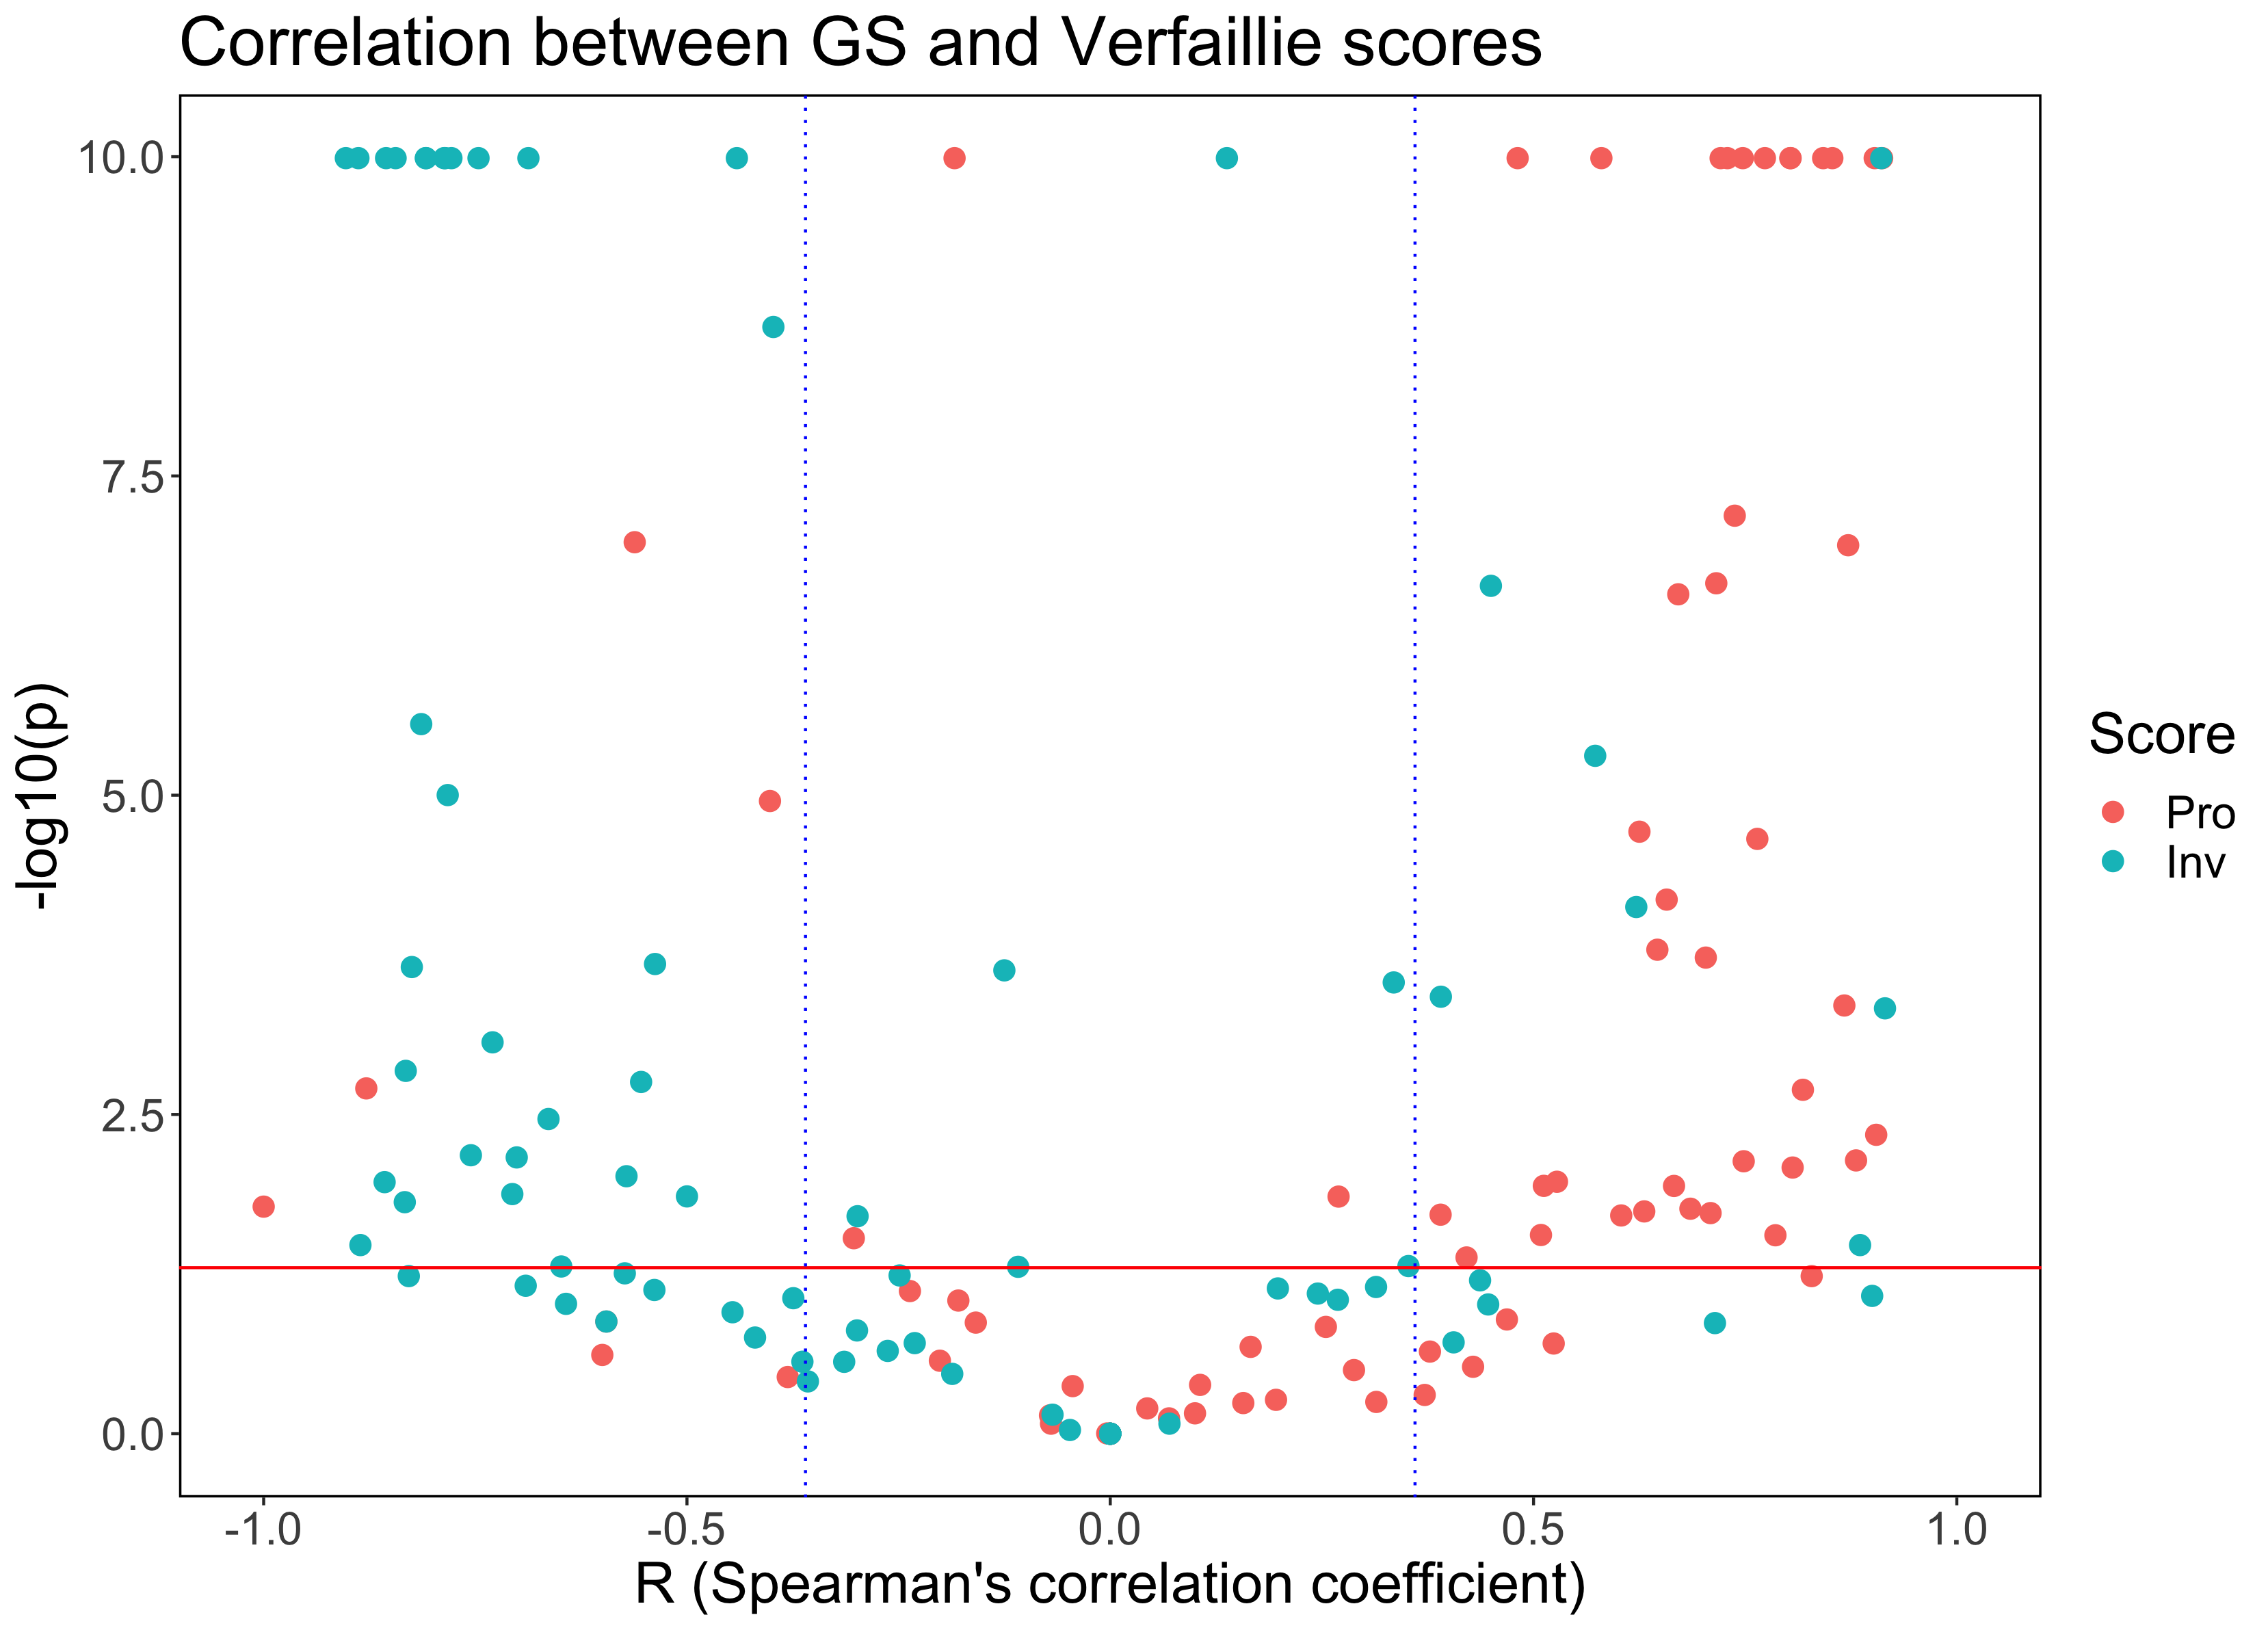 Correlation between GS and Verfaillie scores
10.0
7.5
5.0
2.5
0.0
-log10(p)
-1.0 -0.5 0.0 0.5 1.0
R (Spearman's correlation coefficient)
Score
Pro
Inv